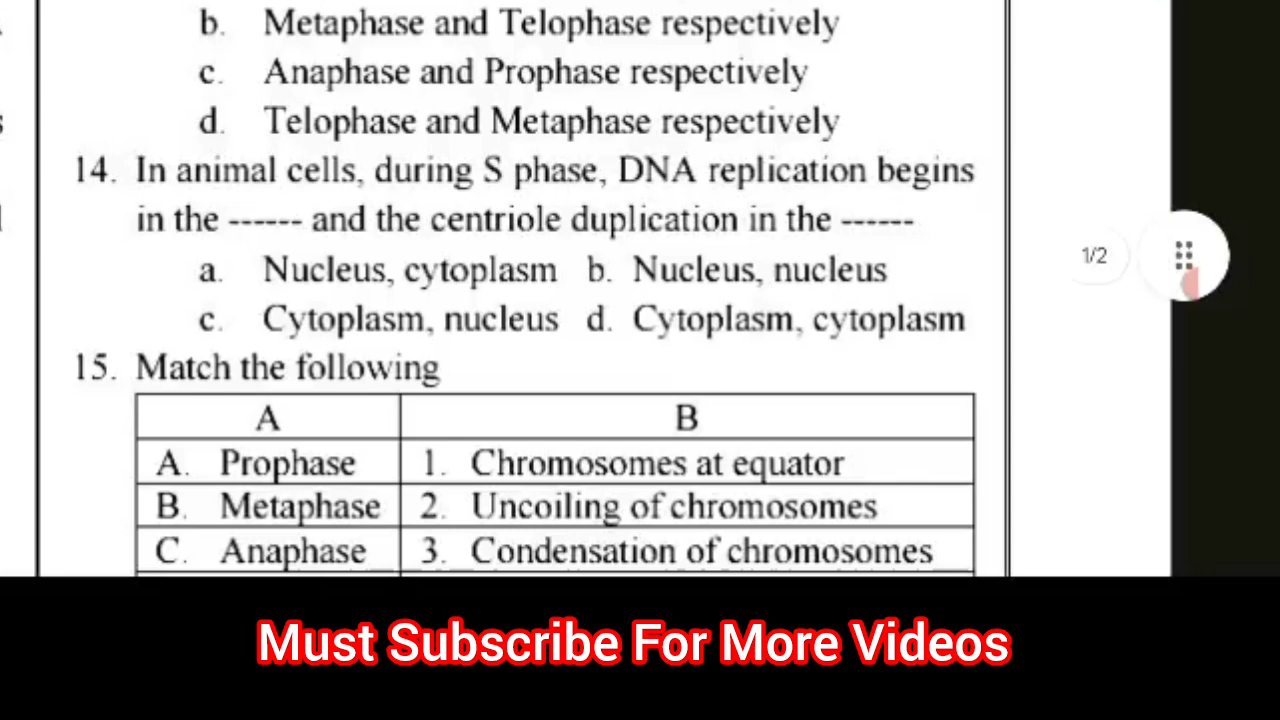 b. Metaphase and Telophase respectively
c. Anaphase and Prophase respectively
d. Telophase and Metaphase respectively
14. In animal cells, during S phase, DNA replication begins
in the ------ and the centriole duplication in the ------
a. Nucleus, cytoplasm b. Nucleus, nucleus
c. Cytoplasm, nucleus d. Cytoplasm, cytoplasm
15. Match the following
A B
A. Prophase 1. Chromosomes at equator
B. Metaphase 2. Uncoiling of chromosomes
C. Anaphase 3. Condensation of chromosomes
1/2
Must Subscribe For More Videos